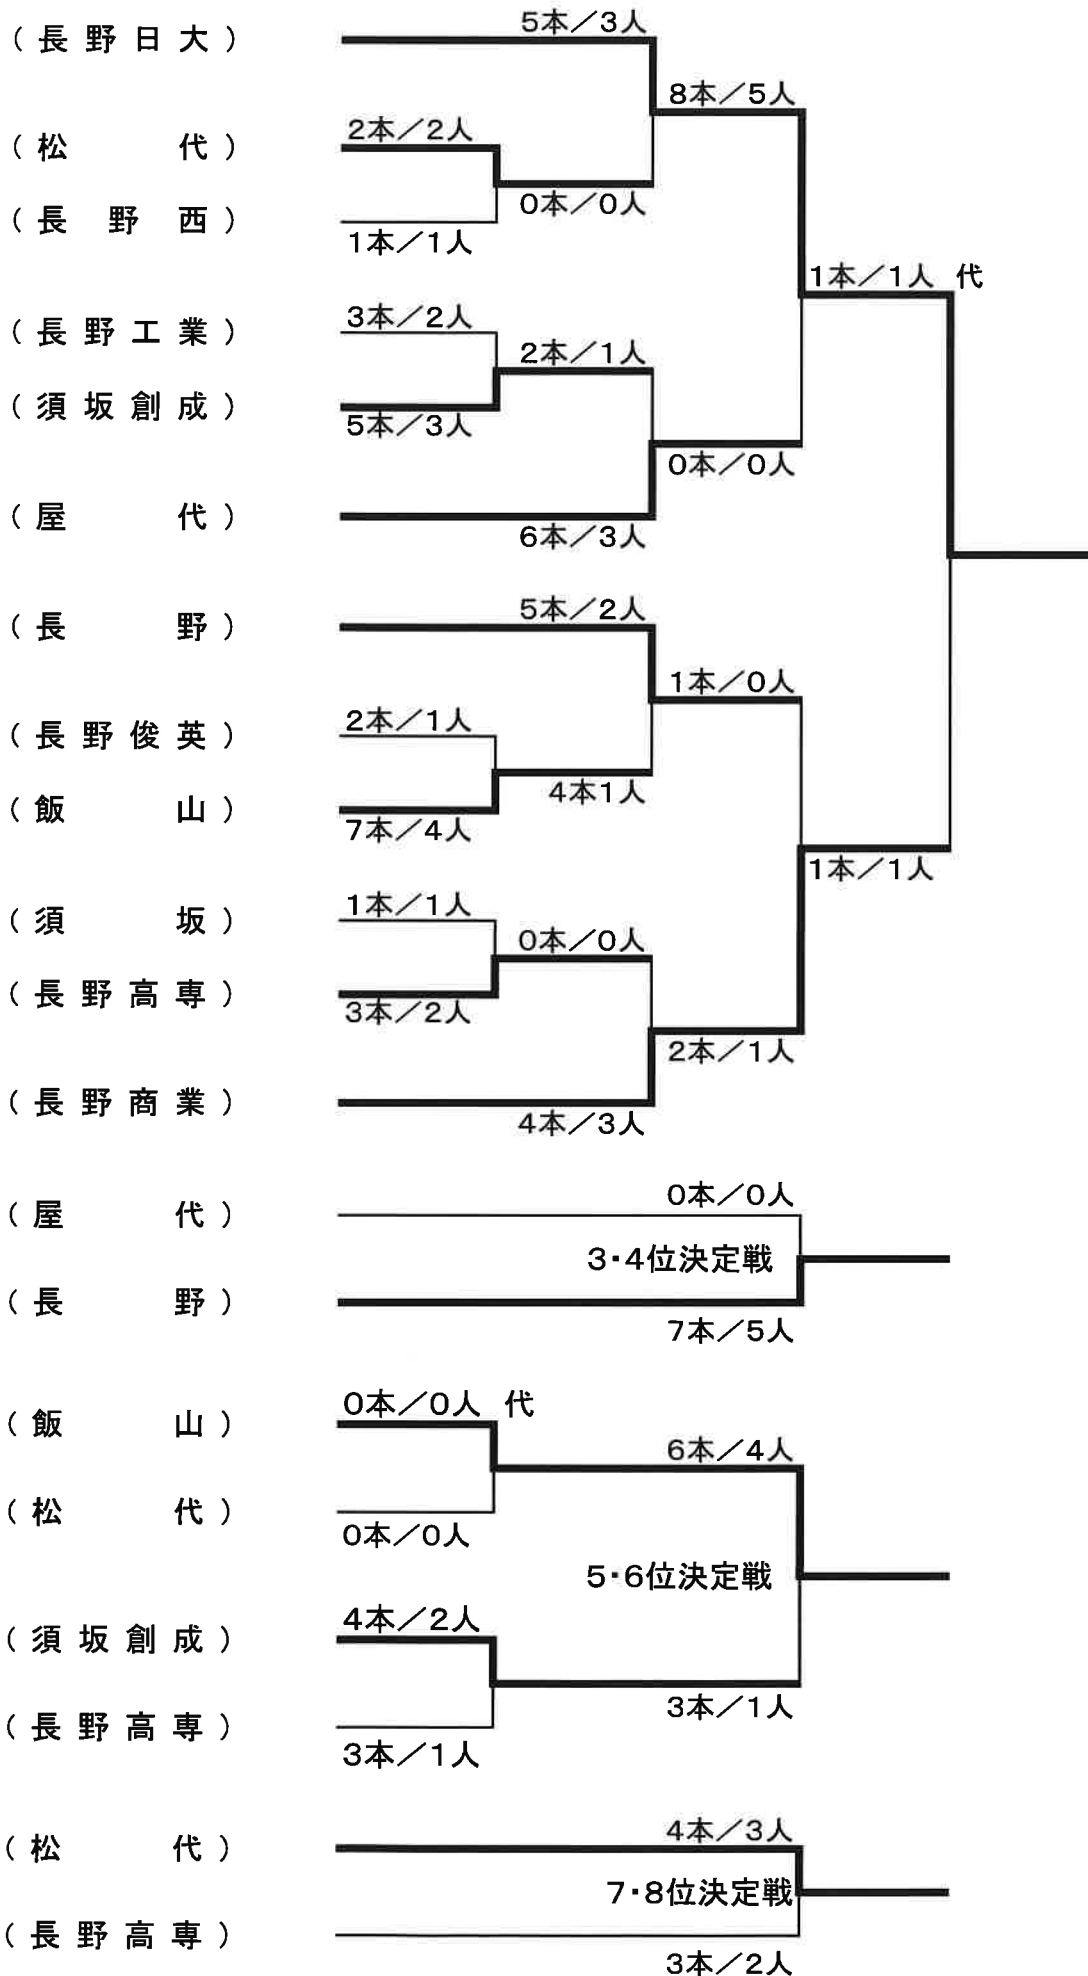 5本／3人
（長野日大）
8本／5人
2本／2人
（松代）
0本／0人
（長野西）
1本／1人
1本／1人 代
3本／2人
（長野工業）
2本／1人
（須坂創成）
5本／3人
0本／0人
（屋代）
6本／3人
5本／2人
（長野）
1本／0人
2本／1人
（長野俊英）
4本1人
（飯山）
7本／4人
1本／1人
1本／1人
（須坂）
0本／0人
（長野高専）
3本／2人
2本／1人
（長野商業）
4本／3人
0本／0人
（屋代）
3・4位決定戦
（長野）
7本／5人
0本／0人 代
（飯山）
6本／4人
（松代）
0本／0人
5・6位決定戦
4本／2人
（須坂創成）
3本／1人
（長野高専）
3本／1人
4本／3人
（松代）
7・8位決定戦
（長野高専）
3本／2人